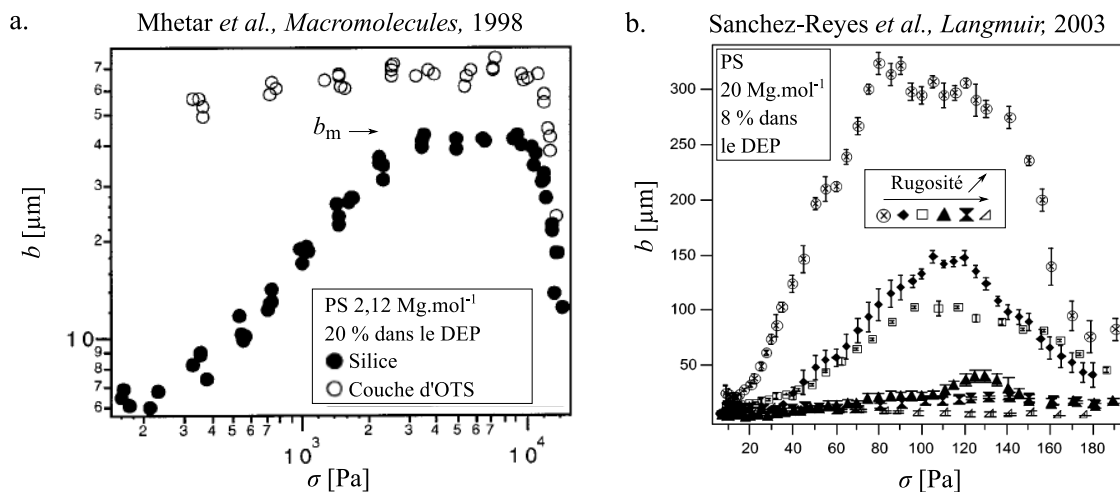 a.
Mhetar et al., Macromolecules, 1998
7
6
5
4
3
2
10
9
8
7
6
b [µm]
bm
PS 2,12 Mg.mol-1
20 % dans le DEP
Silice
Couche d'OTS
2 3 4 5 6 7 10^3 2 3 4 5 6 7 10^4
σ [Pa]
b.
Sanchez-Reyes et al., Langmuir, 2003
PS
20 Mg.mol-1
8 % dans
le DEP
Rugosité
300
250
200
150
100
50
b [µm]
20 40 60 80 100 120 140 160 180
σ [Pa]